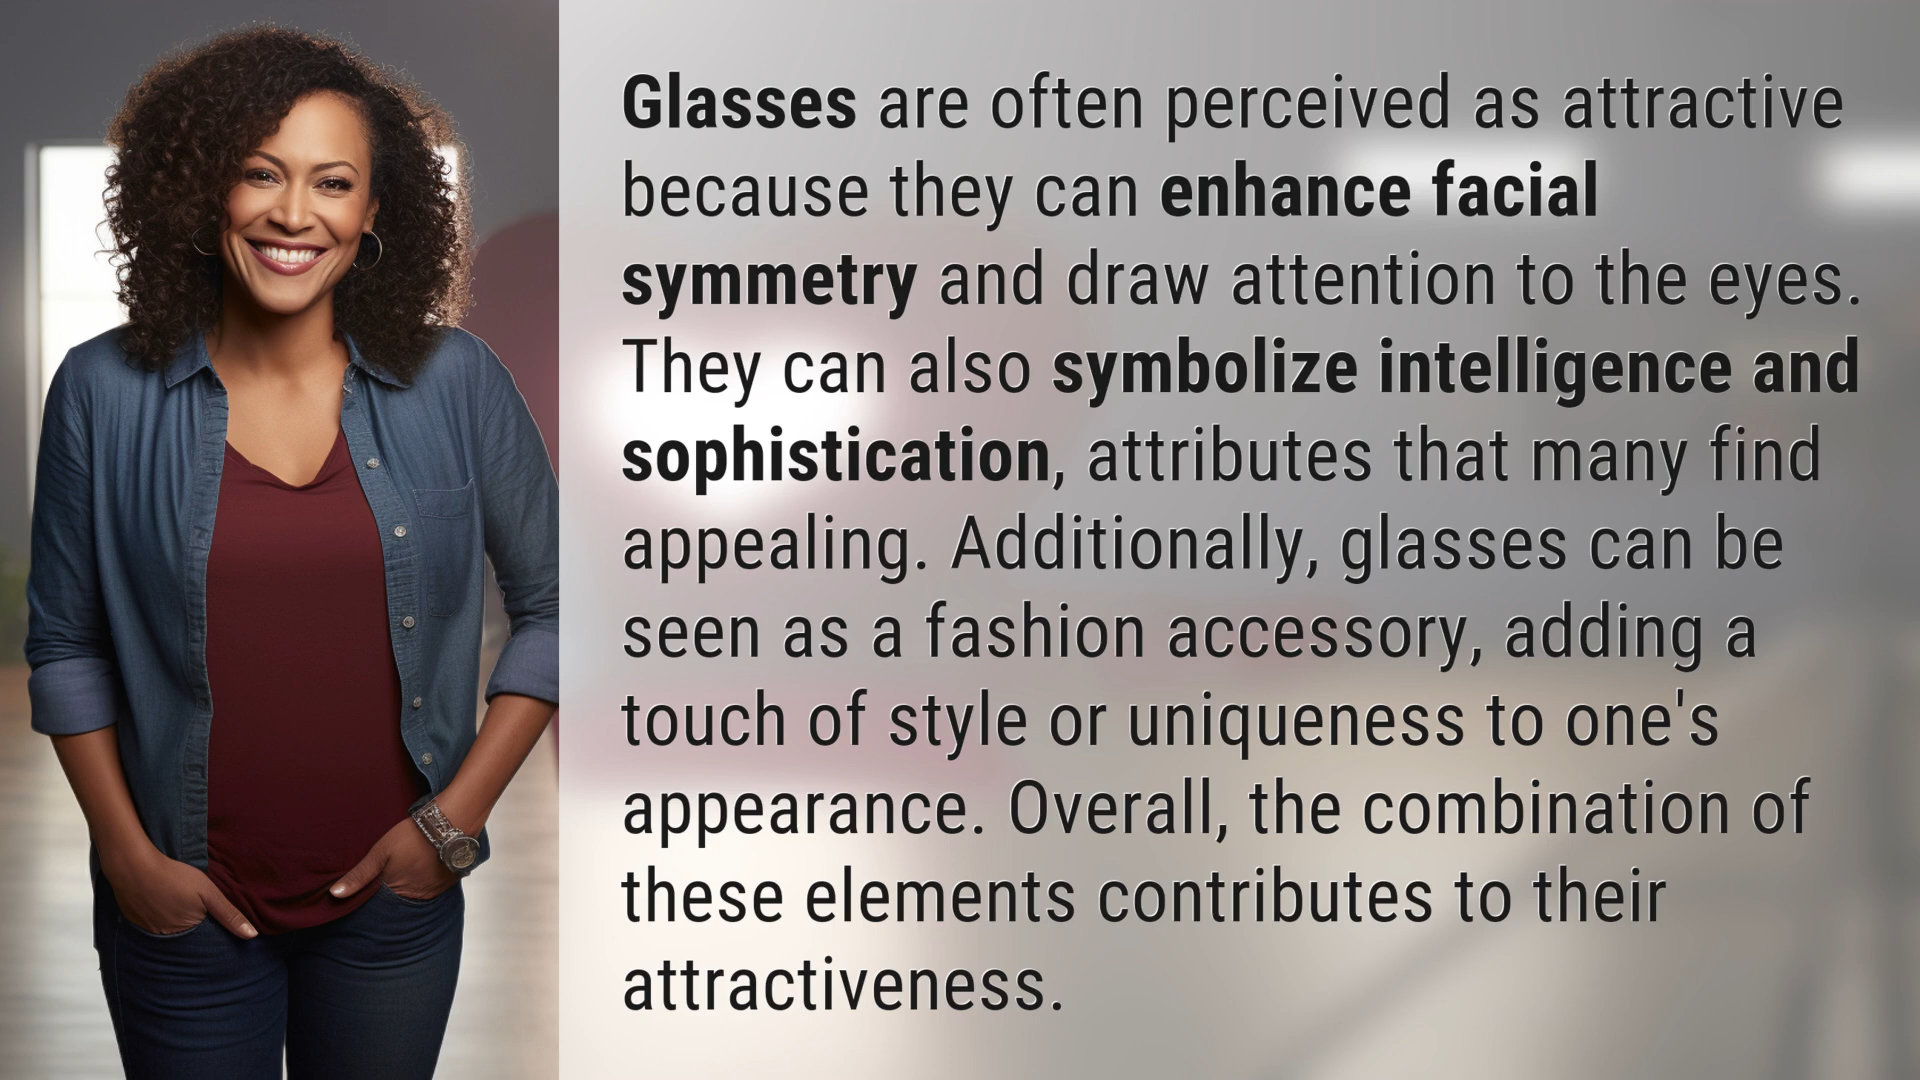 Glasses are often perceived as attractive
because they can enhance facial
symmetry and draw attention to the eyes.
They can also symbolize intelligence and
sophistication, attributes that many find
appealing. Additionally, glasses can be
seen as a fashion accessory, adding a
touch of style or uniqueness to one's
appearance. Overall, the combination of
these elements contributes to their
attractiveness.